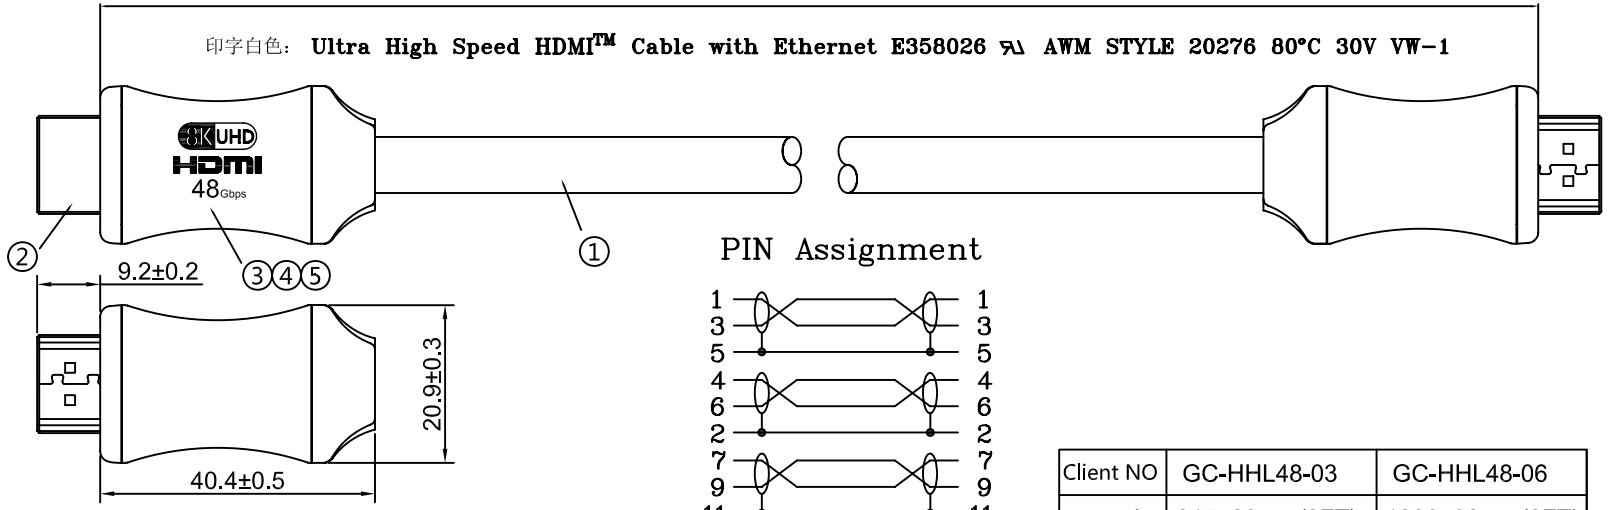 印字白色: Ultra High Speed HDMI™ Cable with Ethernet E358026 AWM STYLE 20276 80°C 30V VW-1
8K UHD
HDMI
48Gbps
②
③④⑤
①
9.2±0.2
20.9±0.3
40.4±0.5
PIN Assignment
1 1
3 3
5 5
4 4
6 6
2 2
7 7
9 9
11 11
Client NO GC-HHL48-03 GC-HHL48-06